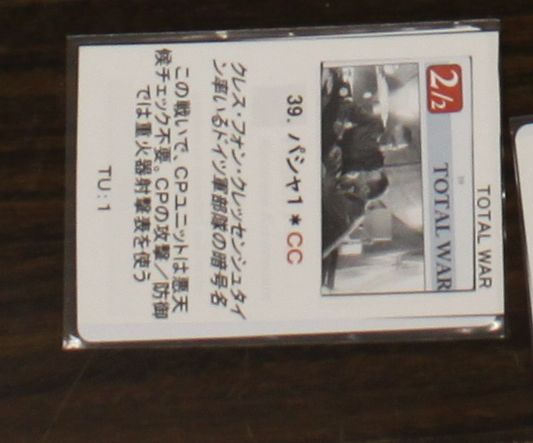 TOTAL WAR
2/2
TOTAL WAR
39. パシャ1 * CC
クレス・フォン・クレッセンシュタイ
ン率いるドイツ軍部隊の暗号名
この戦いで、CPユニットは悪天
候チェック不要。CPの攻撃/防御
では重火器射撃表を使う
TU:1